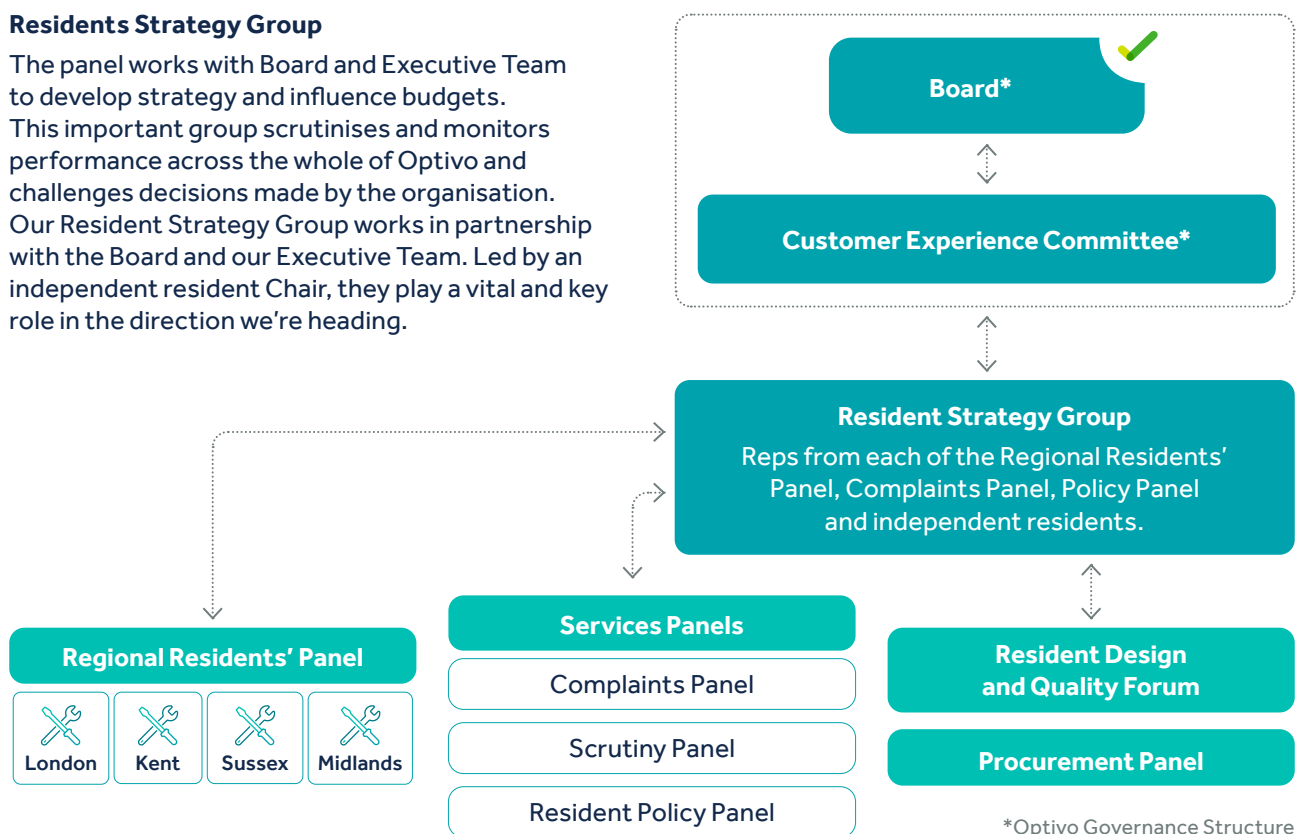 Residents Strategy Group
The panel works with Board and Executive Team
to develop strategy and influence budgets.
This important group scrutinises and monitors
performance across the whole of Optivo and
challenges decisions made by the organisation.
Our Resident Strategy Group works in partnership
with the Board and our Executive Team. Led by an
independent resident Chair, they play a vital and key
role in the direction we're heading.
Board*
Customer Experience Committee*
Resident Strategy Group
Reps from each of the Regional Residents'
Panel, Complaints Panel, Policy Panel
and independent residents.
Regional Residents' Panel
London
Kent
Sussex
Midlands
Services Panels
Complaints Panel
Scrutiny Panel
Resident Policy Panel
Resident Design
and Quality Forum
Procurement Panel
*Optivo Governance Structure